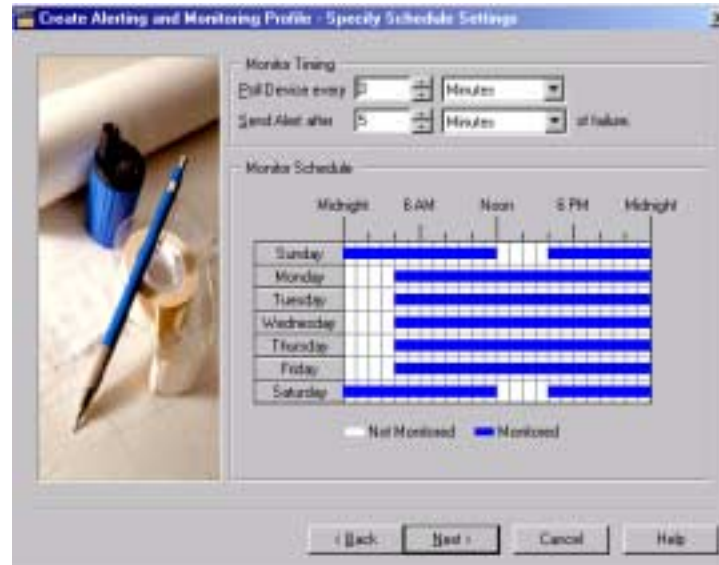 Create Alerting and Monitoring Profile - Specify Schedule Settings
Monitor Timing
Poll Device every Minutes
Send Alert after 5 Minutes of failure.
Monitor Schedule
Midnight 6 AM Noon 6 PM Midnight
Sunday
Monday
Tuesday
Wednesday
Thursday
Friday
Saturday
Not Monitored Monitored
< Back Next > Cancel Help